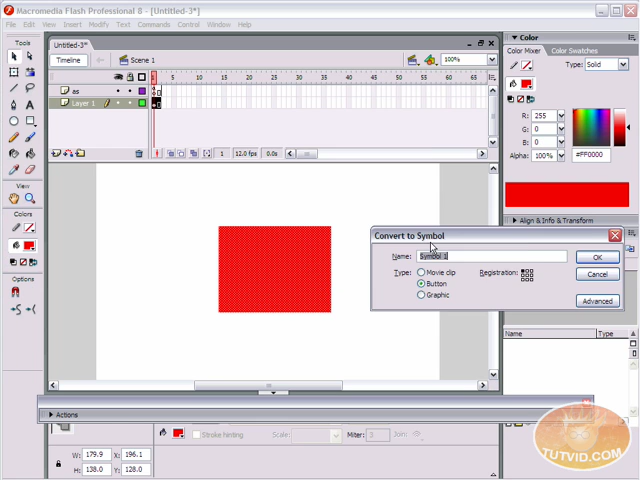 Macromedia Flash Professional 8 - [Untitled-3*]
File Edit View Insert Modify Text Commands Control Window Help
Tools
View
Colors
Options
Untitled-3*
Timeline
Scene 1
100%
1 5 10 15 20 25 30 35 40 45 50 55 60 65
as
Layer 1
1 12.0 fps 0.0s
Color
Color Mixer Color Swatches
Type: Solid
R: 255
G: 0
B: 0
Alpha: 100%
#FF0000
Align & Info & Transform
Convert to Symbol
Name: Symbol 1
OK
Type: Movie clip
Registration:
Cancel
Button
Graphic
Advanced
Name Type
Actions
Stroke hinting
Scale:
Miter: 3
Join:
W: 179.9 X: 196.1
H: 138.0 Y: 128.0
TUTVID.COM